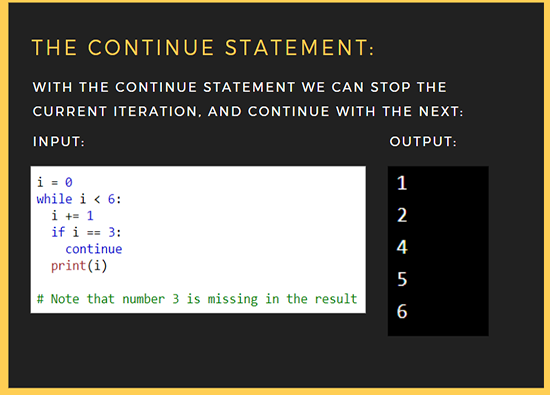 THE CONTINUE STATEMENT:
WITH THE CONTINUE STATEMENT WE CAN STOP THE
CURRENT ITERATION, AND CONTINUE WITH THE NEXT:
INPUT:
i = 0
while i < 6:
  i += 1
  if i == 3:
    continue
  print(i)

# Note that number 3 is missing in the result
OUTPUT:
1
2
4
5
6